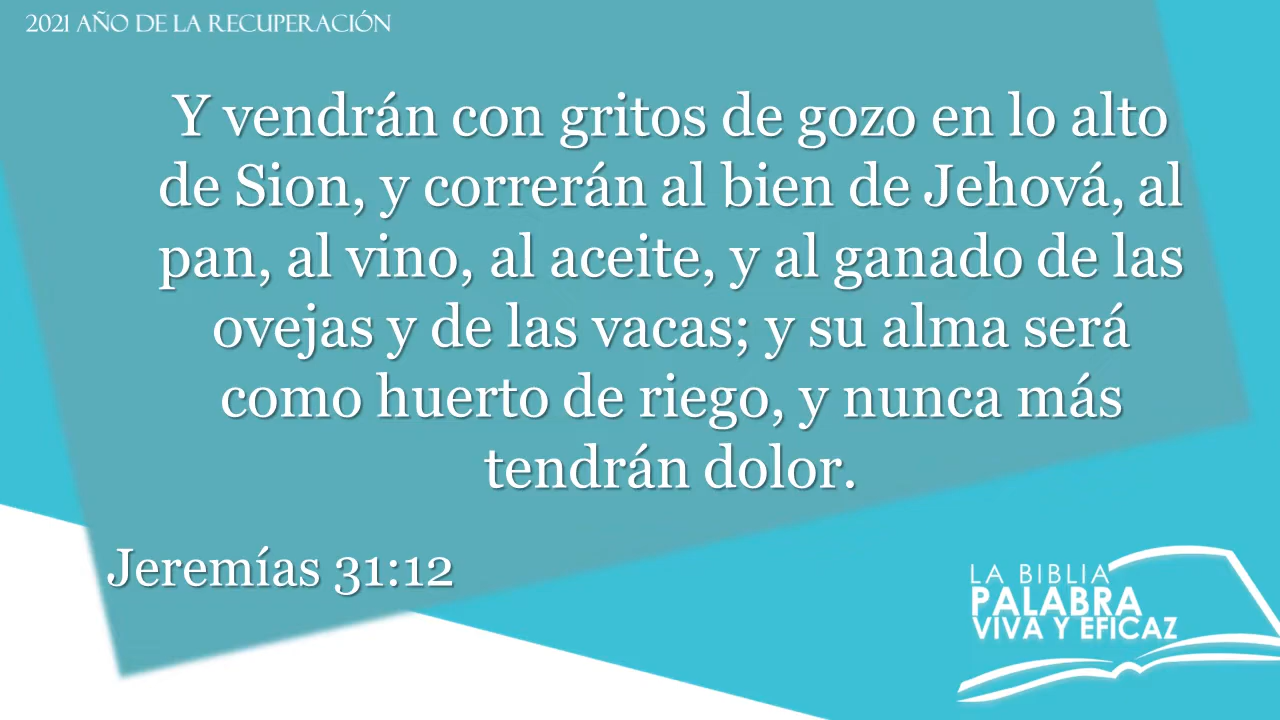 2021 AÑO DE LA RECUPERACIÓN
Y vendrán con gritos de gozo en lo alto
de Sion, y correrán al bien de Jehová, al
pan, al vino, al aceite, y al ganado de las
ovejas y de las vacas; y su alma será
como huerto de riego, y nunca más
tendrán dolor.
Jeremías 31:12
LA BIBLIA
PALABRA
VIVA Y EFICAZ